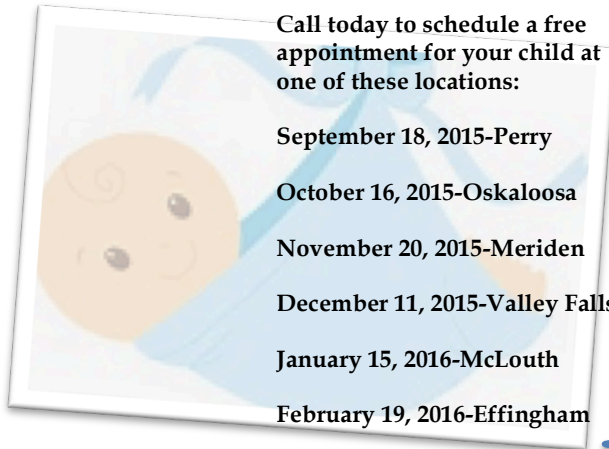 Call today to schedule a free
appointment for your child at
one of these locations:
September 18, 2015-Perry
October 16, 2015-Oskaloosa
November 20, 2015-Meriden
December 11, 2015-Valley Falls
January 15, 2016-McLouth
February 19, 2016-Effingham